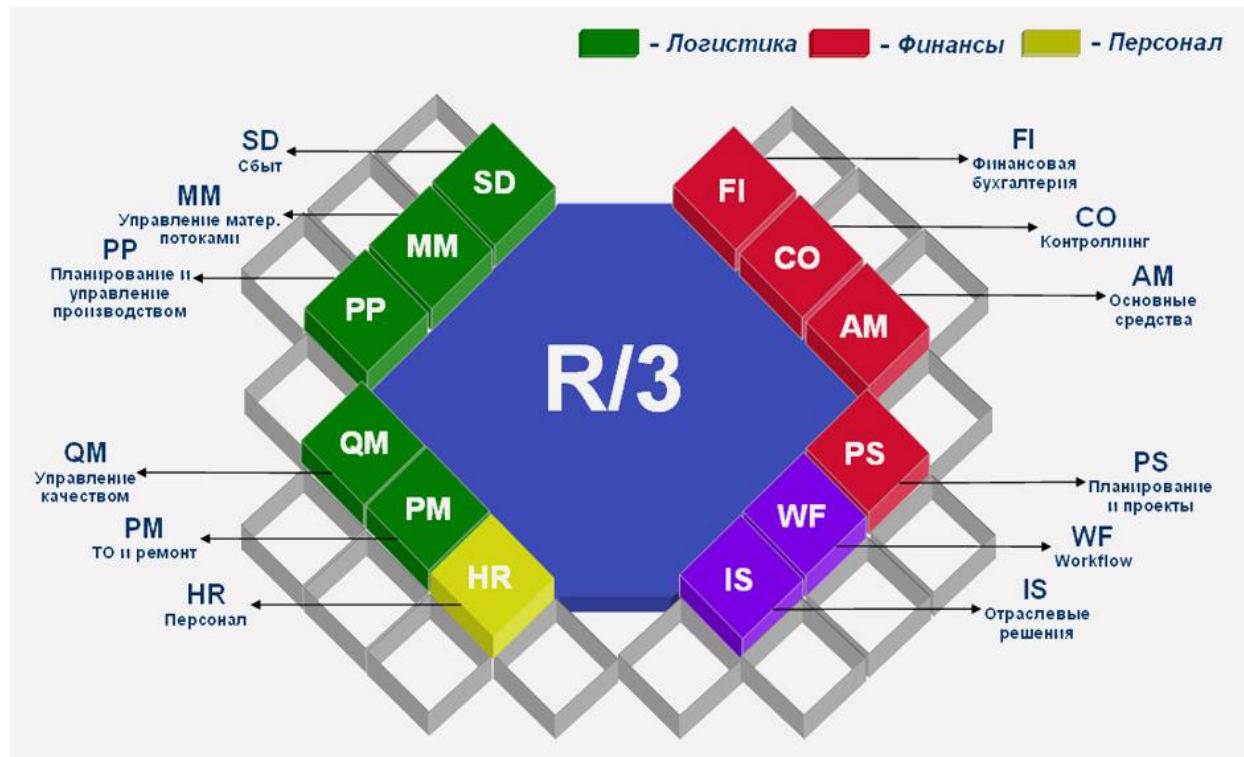 - Логистика
- Финансы
- Персонал
SD
Сбыт
MM
Управление матер.
потоками
PP
Планирование и
управление
производством
QM
Управление
качеством
PM
ТО и ремонт
HR
Персонал
SD
MM
PP
QM
PM
HR
R/3
FI
CO
AM
PS
WF
IS
FI
Финансовая
бухгалтерия
CO
Контроллинг
AM
Основные
средства
PS
Планирование
и проекты
WF
Workflow
IS
Отраслевые
решения